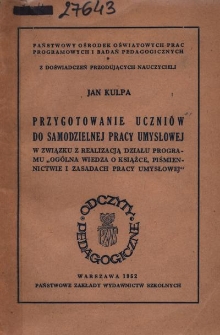 27643
PAŃSTWOWY OŚRODEK OŚWIATOWYCH PRAC
PROGRAMOWYCH I BADAŃ PEDAGOGICZNYCH
Z DOŚWIADCZEŃ PRZODUJĄCYCH NAUCZYCIELI
JAN KULPA
PRZYGOTOWANIE UCZNIÓW
DO SAMODZIELNEJ PRACY UMYSŁOWEJ
W ZWIĄZKU Z REALIZACJĄ DZIAŁU PROGRA-
MU „OGÓLNA WIEDZA O KSIĄŻCE, PIŚMIEN-
NICTWIE I ZASADACH PRACY UMYSŁOWEJ"
ODCZYTY
PEDAGOGICZNE
WARSZAWA 1952
PAŃSTWOWE ZAKŁADY WYDAWNICTW SZKOLNYCH